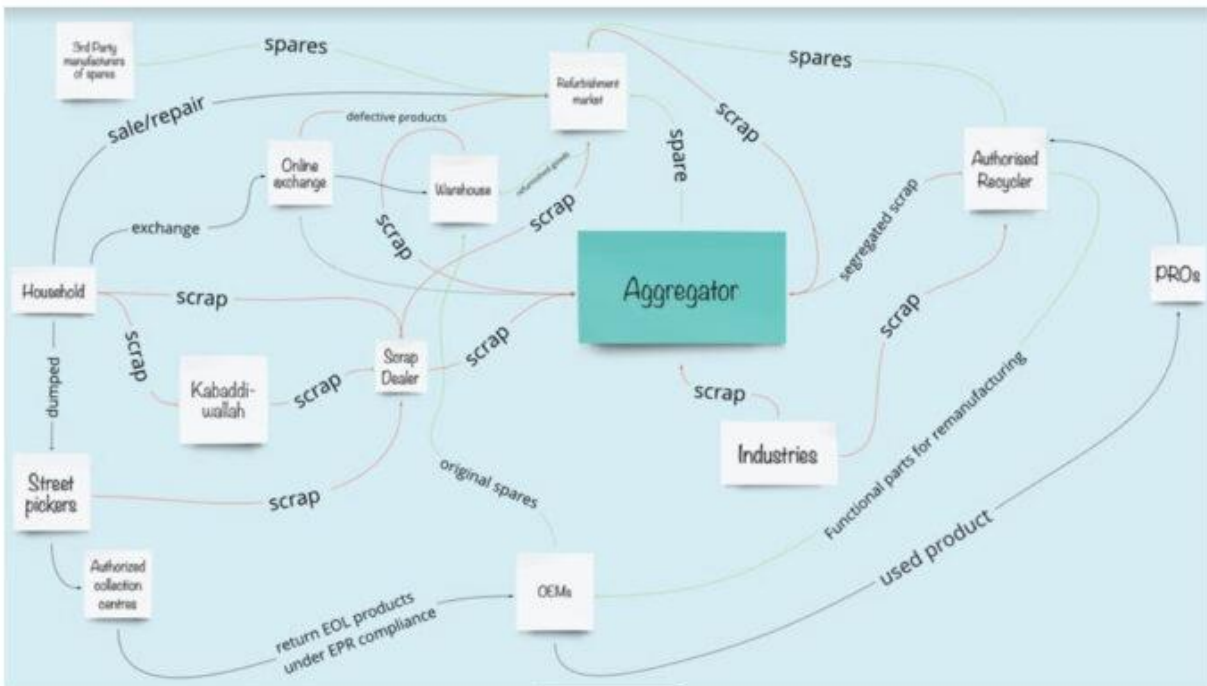 3rd Party
manufacturers
of spares
spares
Refurbishment
market
spares
sale/repair
defective products
scrap
Online
exchange
Warehouse
refurbished goods
spare
Authorised
Recycler
exchange
scrap
scrap
segregated scrap
Household
scrap
Aggregator
PROs
scrap
scrap
Scrap
Dealer
scrap
scrap
dumped
Kabaddi-
wallah
scrap
Industries
Street
pickers
scrap
original spares
Functional parts for remanufacturing
used product
Authorized
collection
centres
OEMs
return EOL products
under EPR compliance